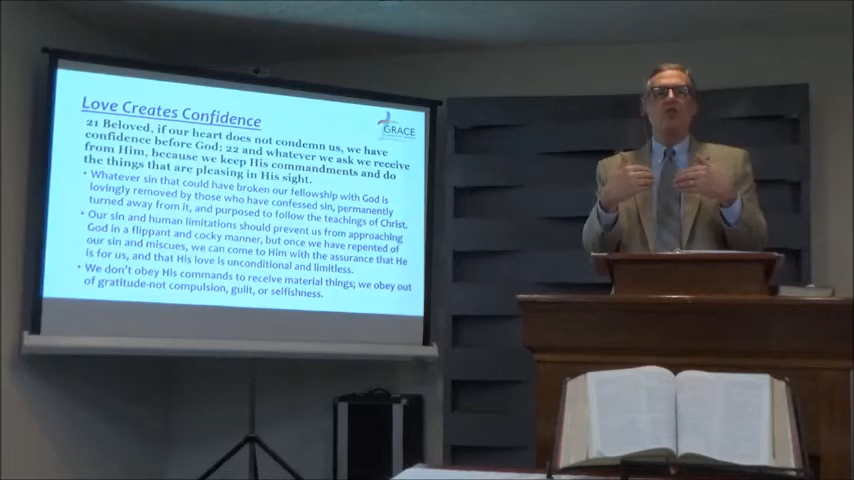 Love Creates Confidence
GRACE
21 Beloved, if our heart does not condemn us, we have
confidence before God; 22 and whatever we ask we receive
from Him, because we keep His commandments and do
the things that are pleasing in His sight.
• Whatever sin that could have broken our fellowship with God is
lovingly removed by those who have confessed sin, permanently
turned away from it, and purposed to follow the teachings of Christ.
• Our sin and human limitations should prevent us from approaching
God in a flippant and cocky manner, but once we have repented of
our sin and miscues, we can come to Him with the assurance that He
is for us, and that His love is unconditional and limitless.
• We don't obey His commands to receive material things; we obey out
of gratitude-not compulsion, guilt, or selfishness.